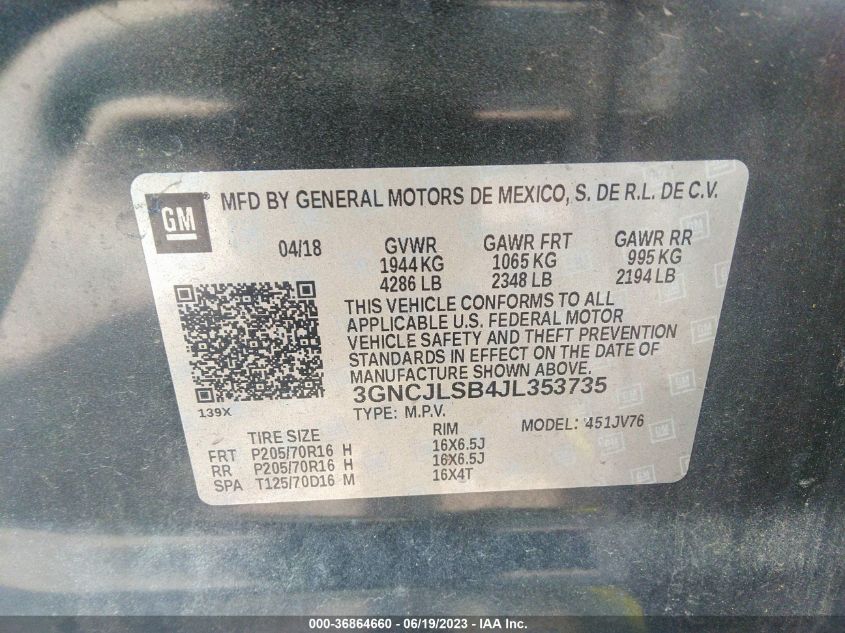 GM
MFD BY GENERAL MOTORS DE MEXICO, S. DE R.L. DE C.V.
04/18 GVWR GAWR FRT GAWR RR
1944 KG 1065 KG 995 KG
4286 LB 2348 LB 2194 LB
THIS VEHICLE CONFORMS TO ALL
APPLICABLE U.S. FEDERAL MOTOR
VEHICLE SAFETY AND THEFT PREVENTION
STANDARDS IN EFFECT ON THE DATE OF
MANUFACTURE SHOWN ABOVE.
3GNCJLSB4JL353735
139X TYPE: M.P.V. MODEL: 451JV76
TIRE SIZE RIM
FRT P205/70R16 H 16X6.5J
RR P205/70R16 H 16X6.5J
SPA T125/70D16 M 16X4T
000-36864660 - 06/19/2023 - IAA Inc.